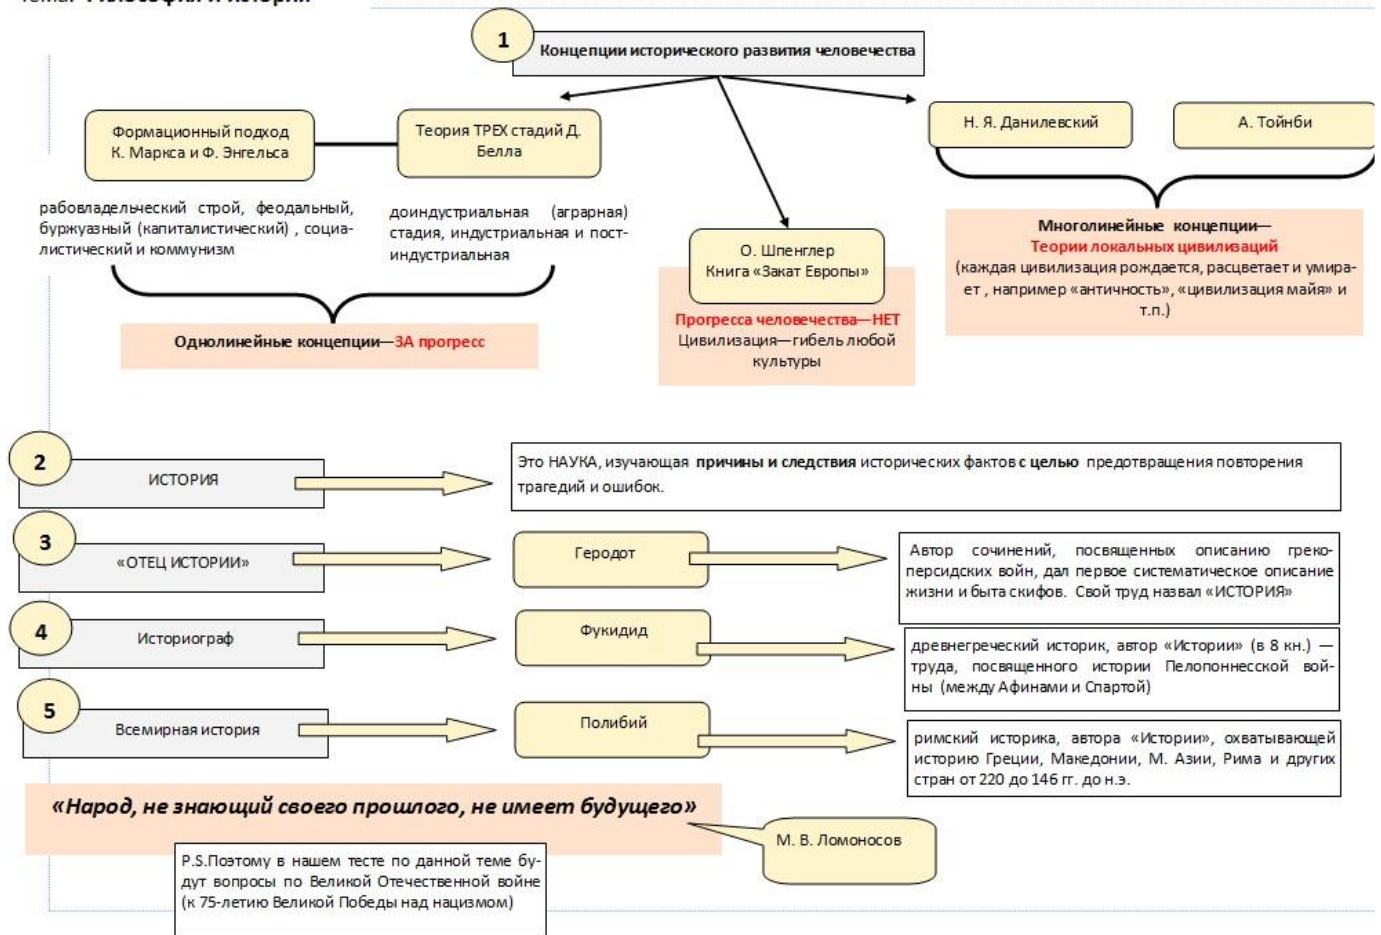 1
Концепции исторического развития человечества
Формационный подход
К. Маркса и Ф. Энгельса
Теория ТРЕХ стадий Д.
Белла
Н. Я. Данилевский
А. Тойнби
рабовладельческий строй, феодальный,
буржуазный (капиталистический) , социа-
листический и коммунизм
доиндустриальная (аграрная)
стадия, индустриальная и пост-
индустриальная
Однолинейные концепции—ЗА прогресс
О. Шпенглер
Книга «Закат Европы»
Прогресса человечества—НЕТ
Цивилизация—гибель любой
культуры
Многолинейные концепции—
Теории локальных цивилизаций
(каждая цивилизация рождается, расцветает и умира-
ет , например «античность», «цивилизация майя» и
т.п.)
2
ИСТОРИЯ
Это НАУКА, изучающая причины и следствия исторических фактов с целью предотвращения повторения
трагедий и ошибок.
3
«ОТЕЦ ИСТОРИИ»
Геродот
Автор сочинений, посвященных описанию греко-
персидских войн, дал первое систематическое описание
жизни и быта скифов. Свой труд назвал «ИСТОРИЯ»
4
Историограф
Фукидид
древнегреческий историк, автор «Истории» (в 8 кн.) —
труда, посвященного истории Пелопоннесской вой-
ны (между Афинами и Спартой)
5
Всемирная история
Полибий
римский историка, автора «Истории», охватывающей
историю Греции, Македонии, М. Азии, Рима и других
стран от 220 до 146 гг. до н.э.
«Народ, не знающий своего прошлого, не имеет будущего»
М. В. Ломоносов
P.S.Поэтому в нашем тесте по данной теме бу-
дут вопросы по Великой Отечественной войне
(к 75-летию Великой Победы над нацизмом)